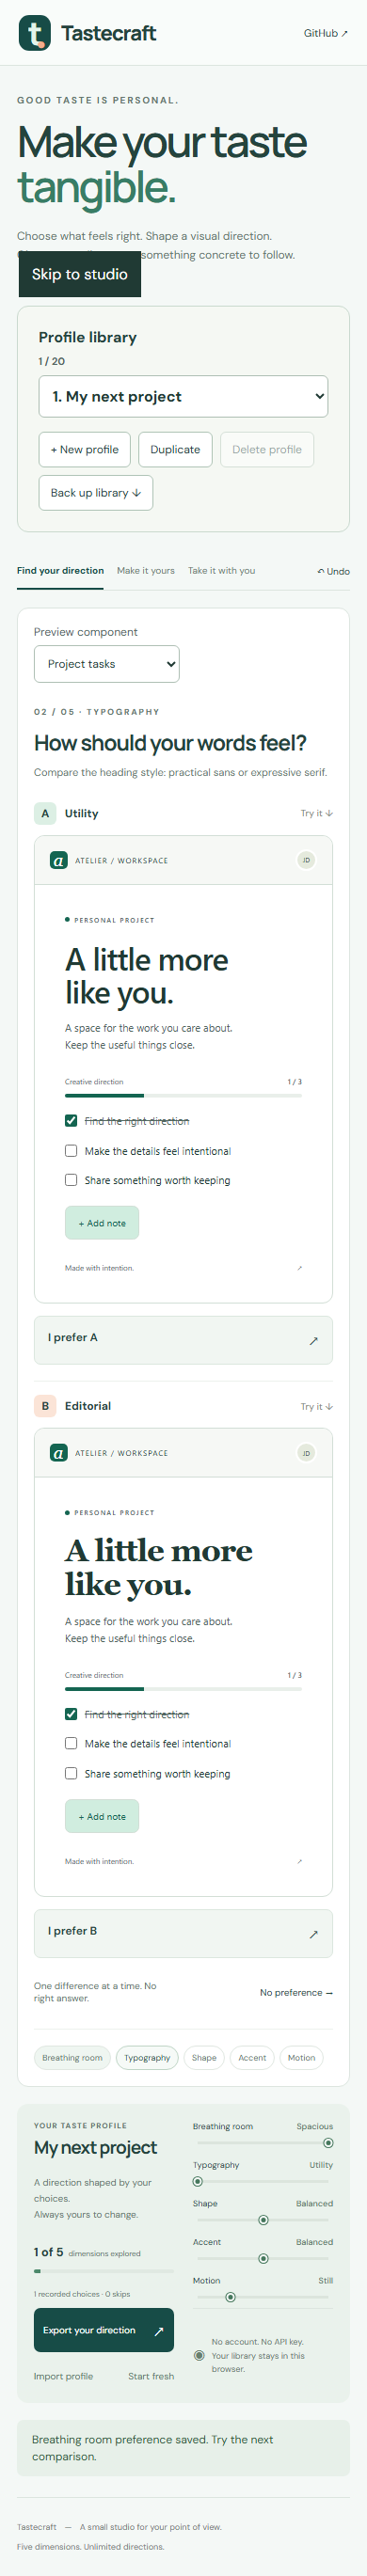 t Tastecraft
GitHub ↗
GOOD TASTE IS PERSONAL.
Make your taste
tangible.
Choose what feels right. Shape a visual direction.
something concrete to follow.
Skip to studio
Profile library
1 / 20
1. My next project
+ New profile
Duplicate
Delete profile
Back up library ↓
Find your direction
Make it yours
Take it with you
↶ Undo
Preview component
Project tasks
02 / 05 · TYPOGRAPHY
How should your words feel?
Compare the heading style: practical sans or expressive serif.
A Utility
Try it ↓
a ATELIER / WORKSPACE
JD
PERSONAL PROJECT
A little more
like you.
A space for the work you care about.
Keep the useful things close.
Creative direction
1 / 3
Find the right direction
Make the details feel intentional
Share something worth keeping
+ Add note
Made with intention.
↗
I prefer A
↗
B Editorial
Try it ↓
a ATELIER / WORKSPACE
JD
PERSONAL PROJECT
A little more
like you.
A space for the work you care about.
Keep the useful things close.
Creative direction
1 / 3
Find the right direction
Make the details feel intentional
Share something worth keeping
+ Add note
Made with intention.
↗
I prefer B
↗
One difference at a time. No
right answer.
No preference →
Breathing room
Typography
Shape
Accent
Motion
YOUR TASTE PROFILE
My next project
A direction shaped by your
choices.
Always yours to change.
1 of 5 dimensions explored
1 recorded choices · 0 skips
Export your direction ↗
Import profile
Start fresh
Breathing room
Spacious
Typography
Utility
Shape
Balanced
Accent
Balanced
Motion
Still
No account. No API key.
Your library stays in this
browser.
Breathing room preference saved. Try the next
comparison.
Tastecraft — A small studio for your point of view.
Five dimensions. Unlimited directions.